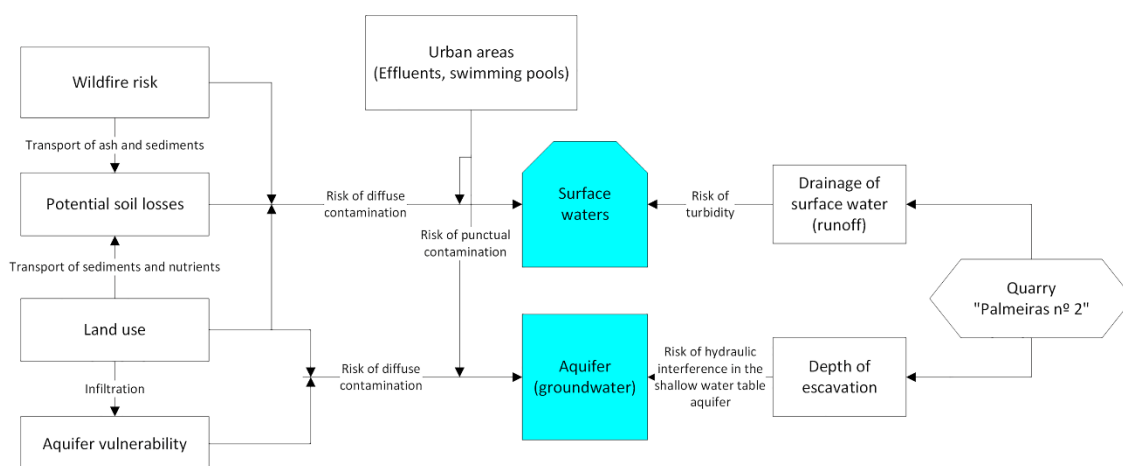 Wildfire risk
Transport of ash and sediments
Potential soil losses
Transport of sediments and nutrients
Land use
Infiltration
Aquifer vulnerability
Urban areas
(Effluents, swimming pools)
Risk of diffuse
contamination
Risk of punctual
contamination
Risk of diffuse
contamination
Surface
waters
Aquifer
(groundwater)
Risk of
turbidity
Risk of hydraulic
interference in the
shallow water table
aquifer
Drainage of
surface water
(runoff)
Depth of
escavation
Quarry
"Palmeiras nº 2"